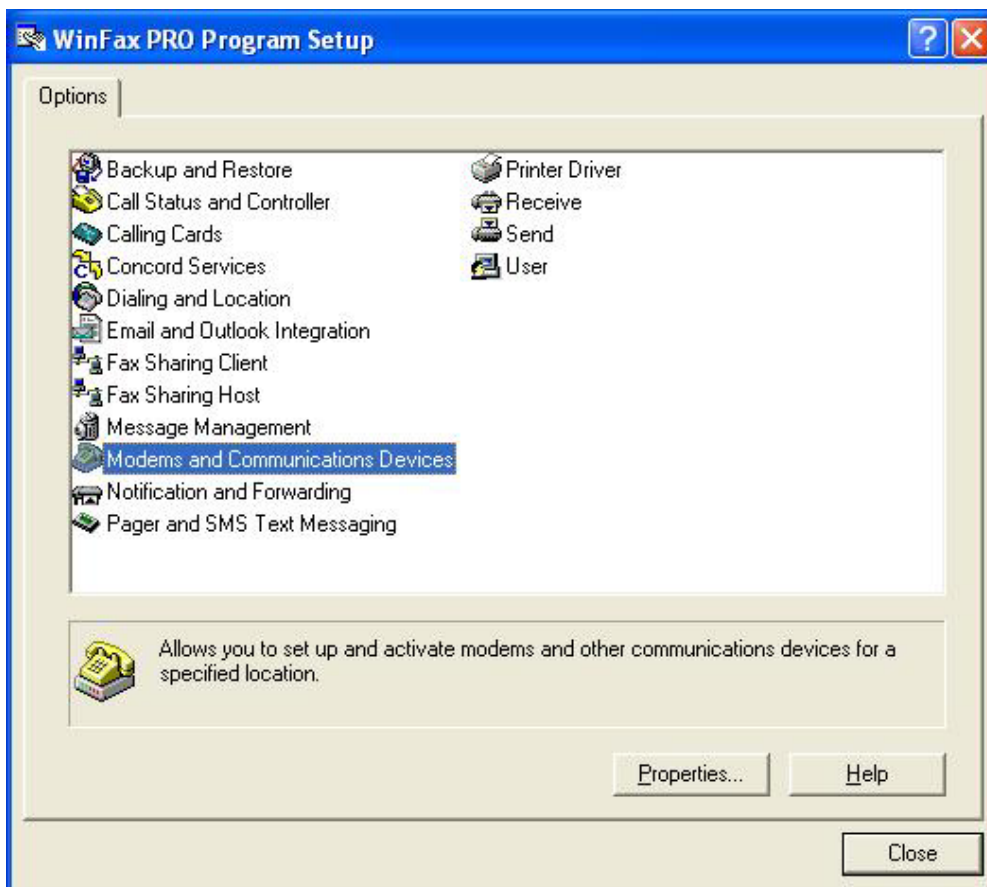 WinFax PRO Program Setup
Options
Backup and Restore
Call Status and Controller
Calling Cards
Concord Services
Dialing and Location
Email and Outlook Integration
Fax Sharing Client
Fax Sharing Host
Message Management
Modems and Communications Devices
Notification and Forwarding
Pager and SMS Text Messaging
Printer Driver
Receive
Send
User
Allows you to set up and activate modems and other communications devices for a
specified location.
Properties...
Help
Close